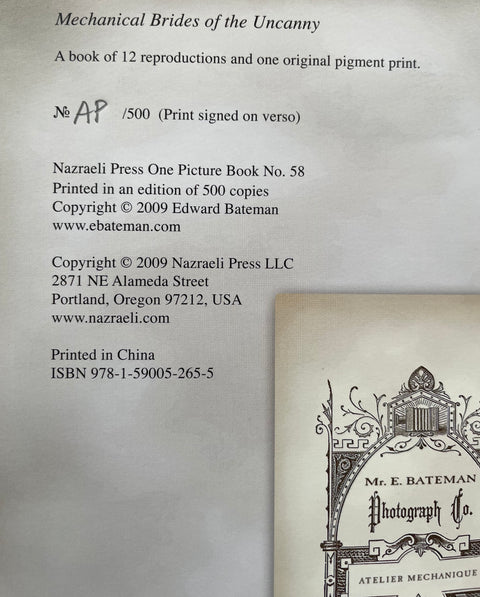 Mechanical Brides of the Uncanny
A book of 12 reproductions and one original pigment print.
№ AP /500 (Print signed on verso)
Nazraeli Press One Picture Book No. 58
Printed in an edition of 500 copies
Copyright © 2009 Edward Bateman
www.ebateman.com
Copyright © 2009 Nazraeli Press LLC
2871 NE Alameda Street
Portland, Oregon 97212, USA
www.nazraeli.com
Printed in China
ISBN 978-1-59005-265-5
Mr. E. BATEMAN
Photograph Co.
ATELIER MECHANIQUE